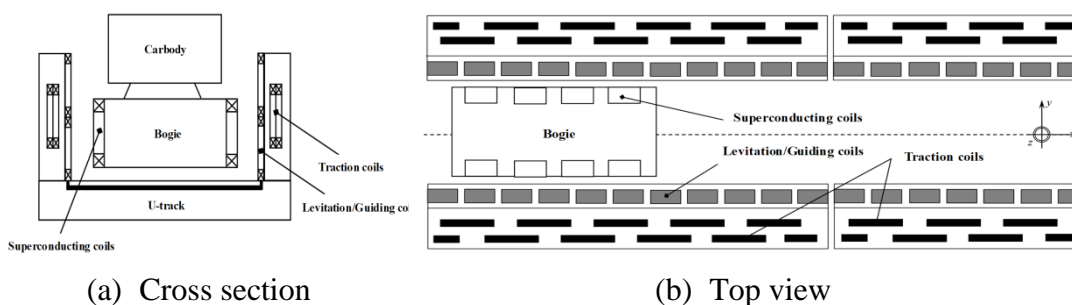 Carbody
Bogie
Traction coils
U-track
Levitation/Guiding coi
Superconducting coils
(a) Cross section
Superconducting coils
Bogie
Levitation/Guiding coils
Traction coils
y
z
(b) Top view